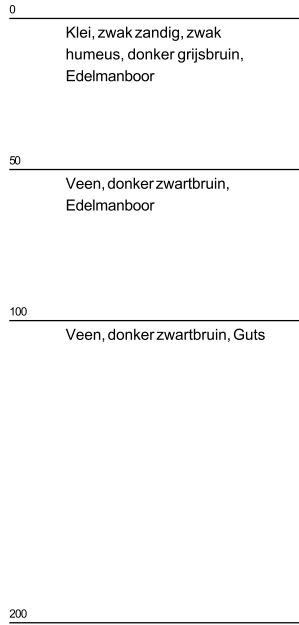 0
Klei, zwak zandig, zwak
humeus, donker grijsbruin,
Edelmanboor
50
Veen, donker zwartbruin,
Edelmanboor
100
Veen, donker zwartbruin, Guts
200